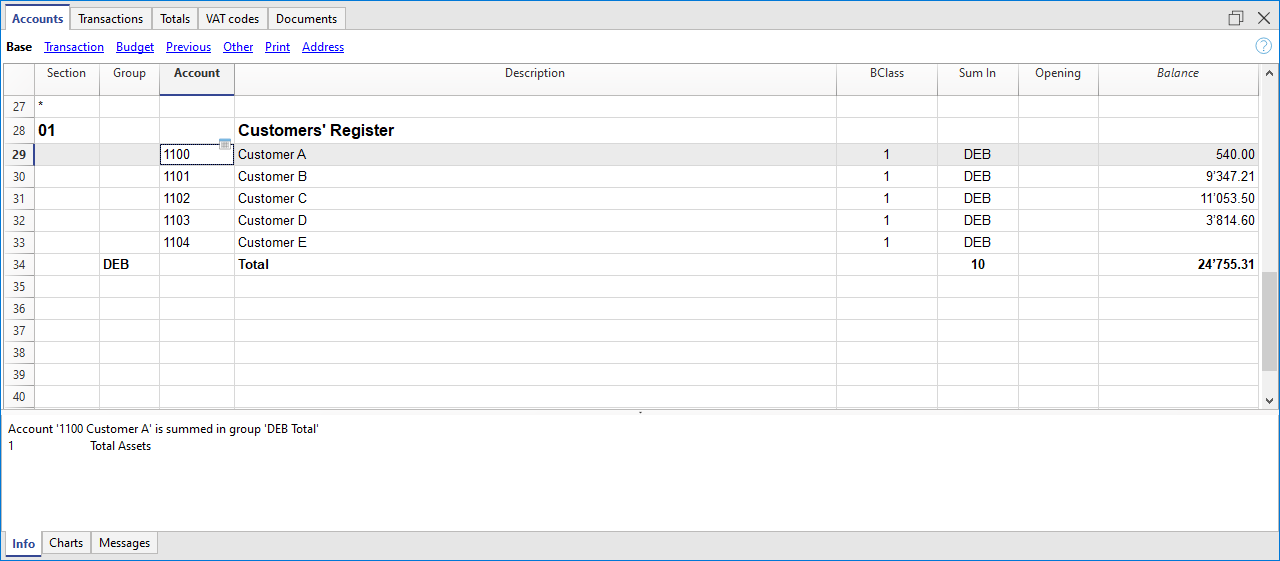 Accounts Transactions Totals VAT codes Documents
Base Transaction Budget Previous Other Print Address
?
Section Group Account Description BClass Sum In Opening Balance
27 *
28 01 Customers' Register
29 1100 Customer A 1 DEB 540.00
30 1101 Customer B 1 DEB 9'347.21
31 1102 Customer C 1 DEB 11'053.50
32 1103 Customer D 1 DEB 3'814.60
33 1104 Customer E 1 DEB
34 DEB Total 10 24'755.31
35
36
37
38
39
40
Account '1100 Customer A' is summed in group 'DEB Total'
1 Total Assets
Info Charts Messages